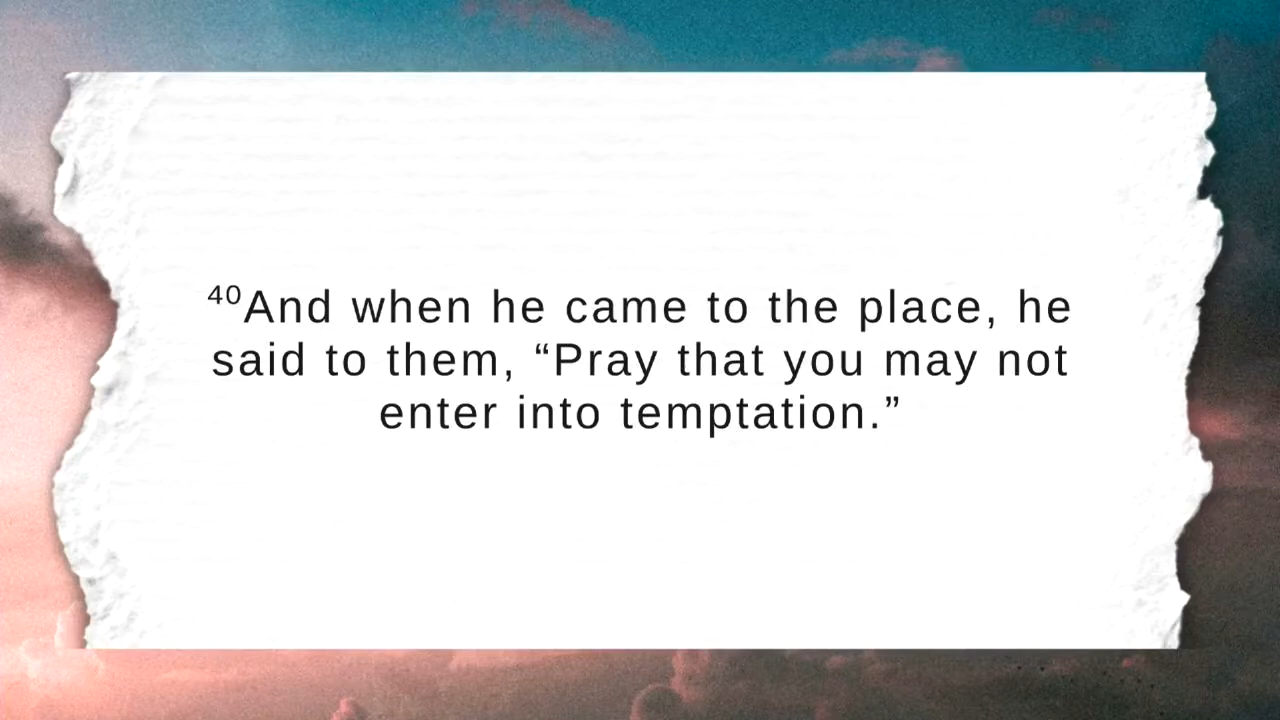 ⁴⁰And when he came to the place, he
said to them, “Pray that you may not
enter into temptation.”